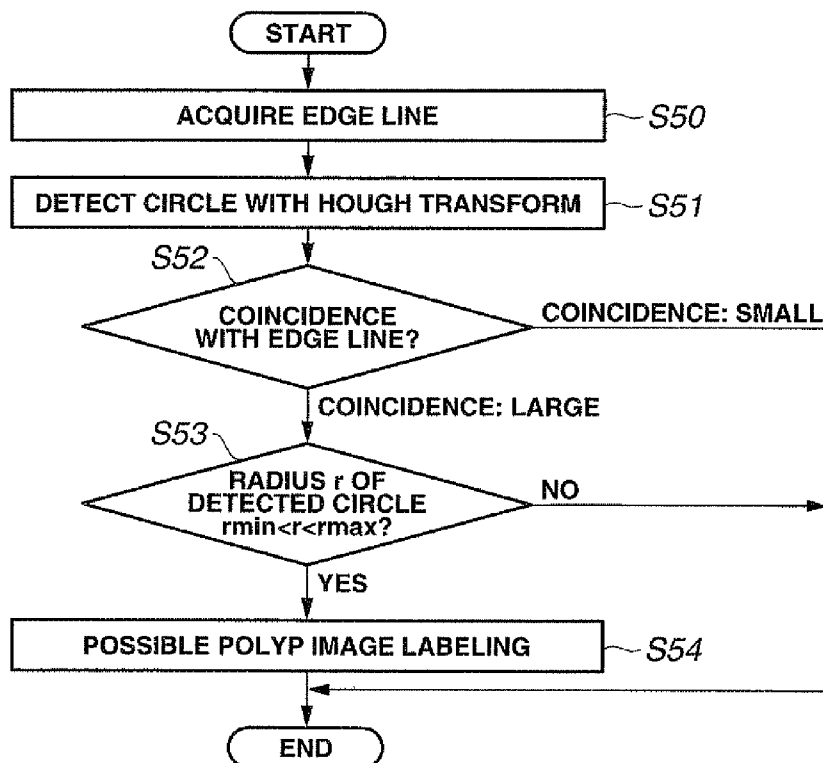 START
ACQUIRE EDGE LINE
S50
DETECT CIRCLE WITH HOUGH TRANSFORM
S51
S52
COINCIDENCE
WITH EDGE LINE?
COINCIDENCE: SMALL
COINCIDENCE: LARGE
S53
RADIUS r OF
DETECTED CIRCLE
rmin<r<rmax?
NO
YES
POSSIBLE POLYP IMAGE LABELING
S54
END